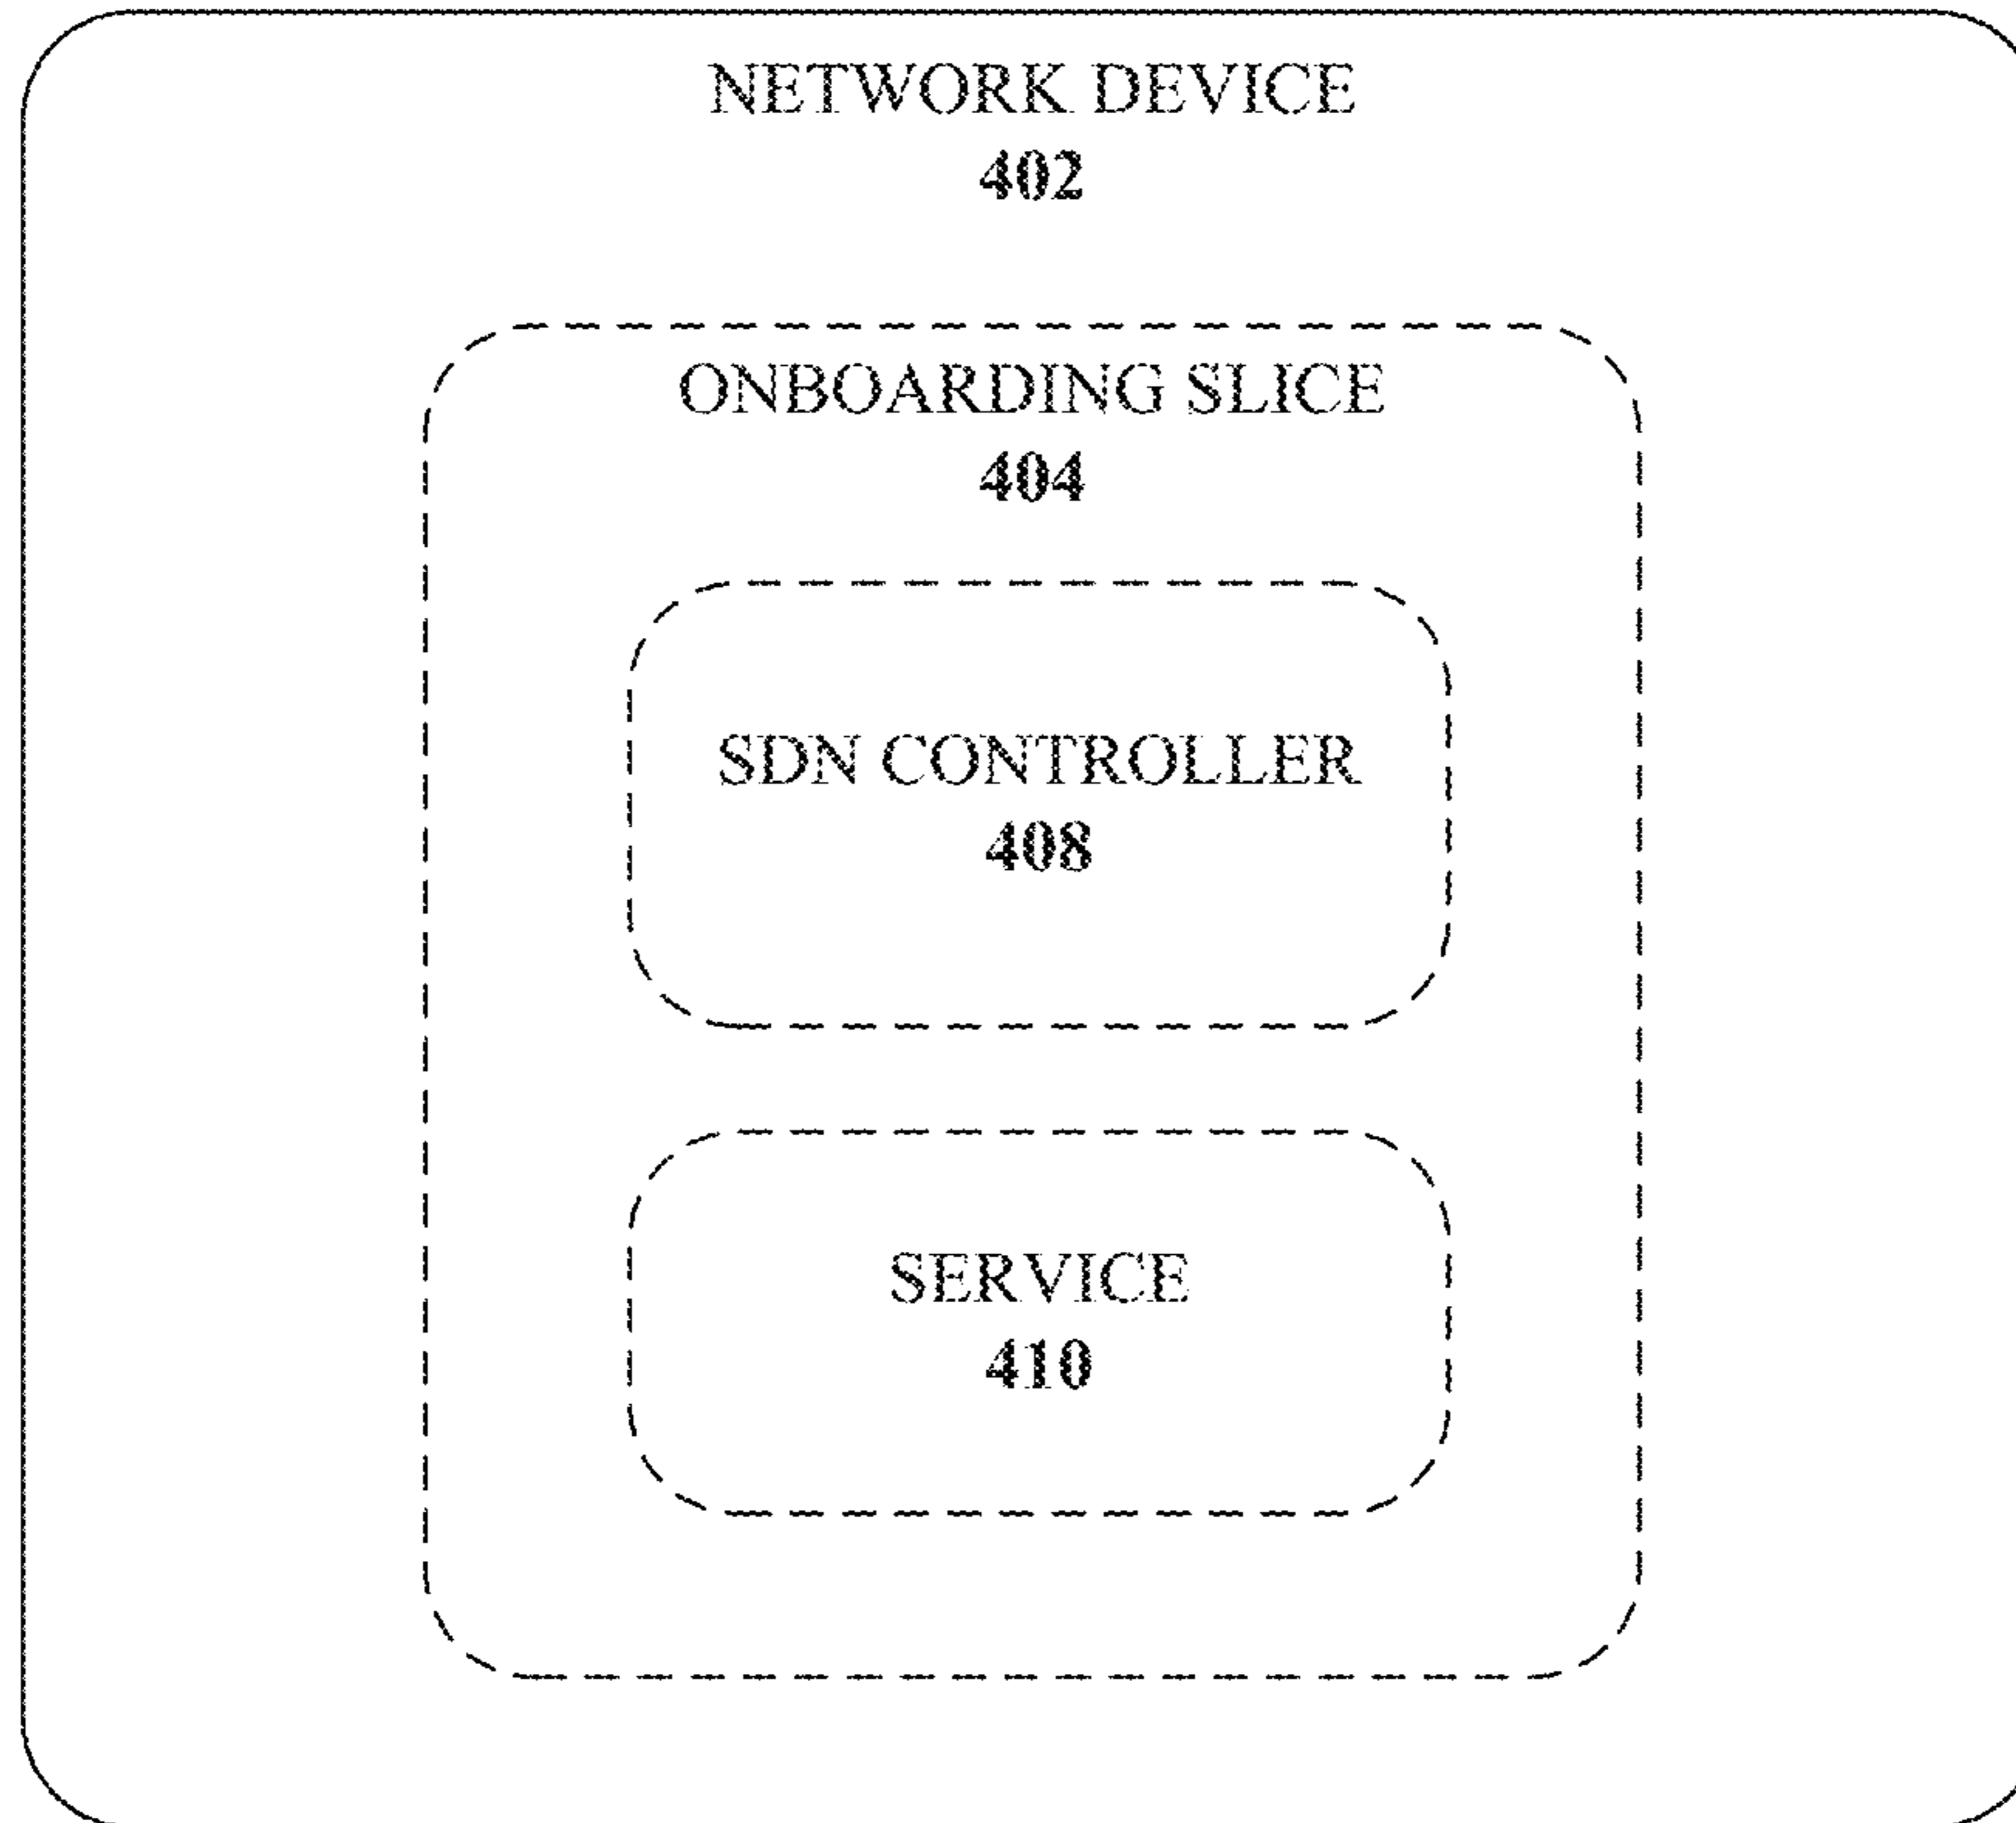 NETWORK DEVICE
402
ONBOARDING SLICE
404
SDN CONTROLLER
408
SERVICE
410